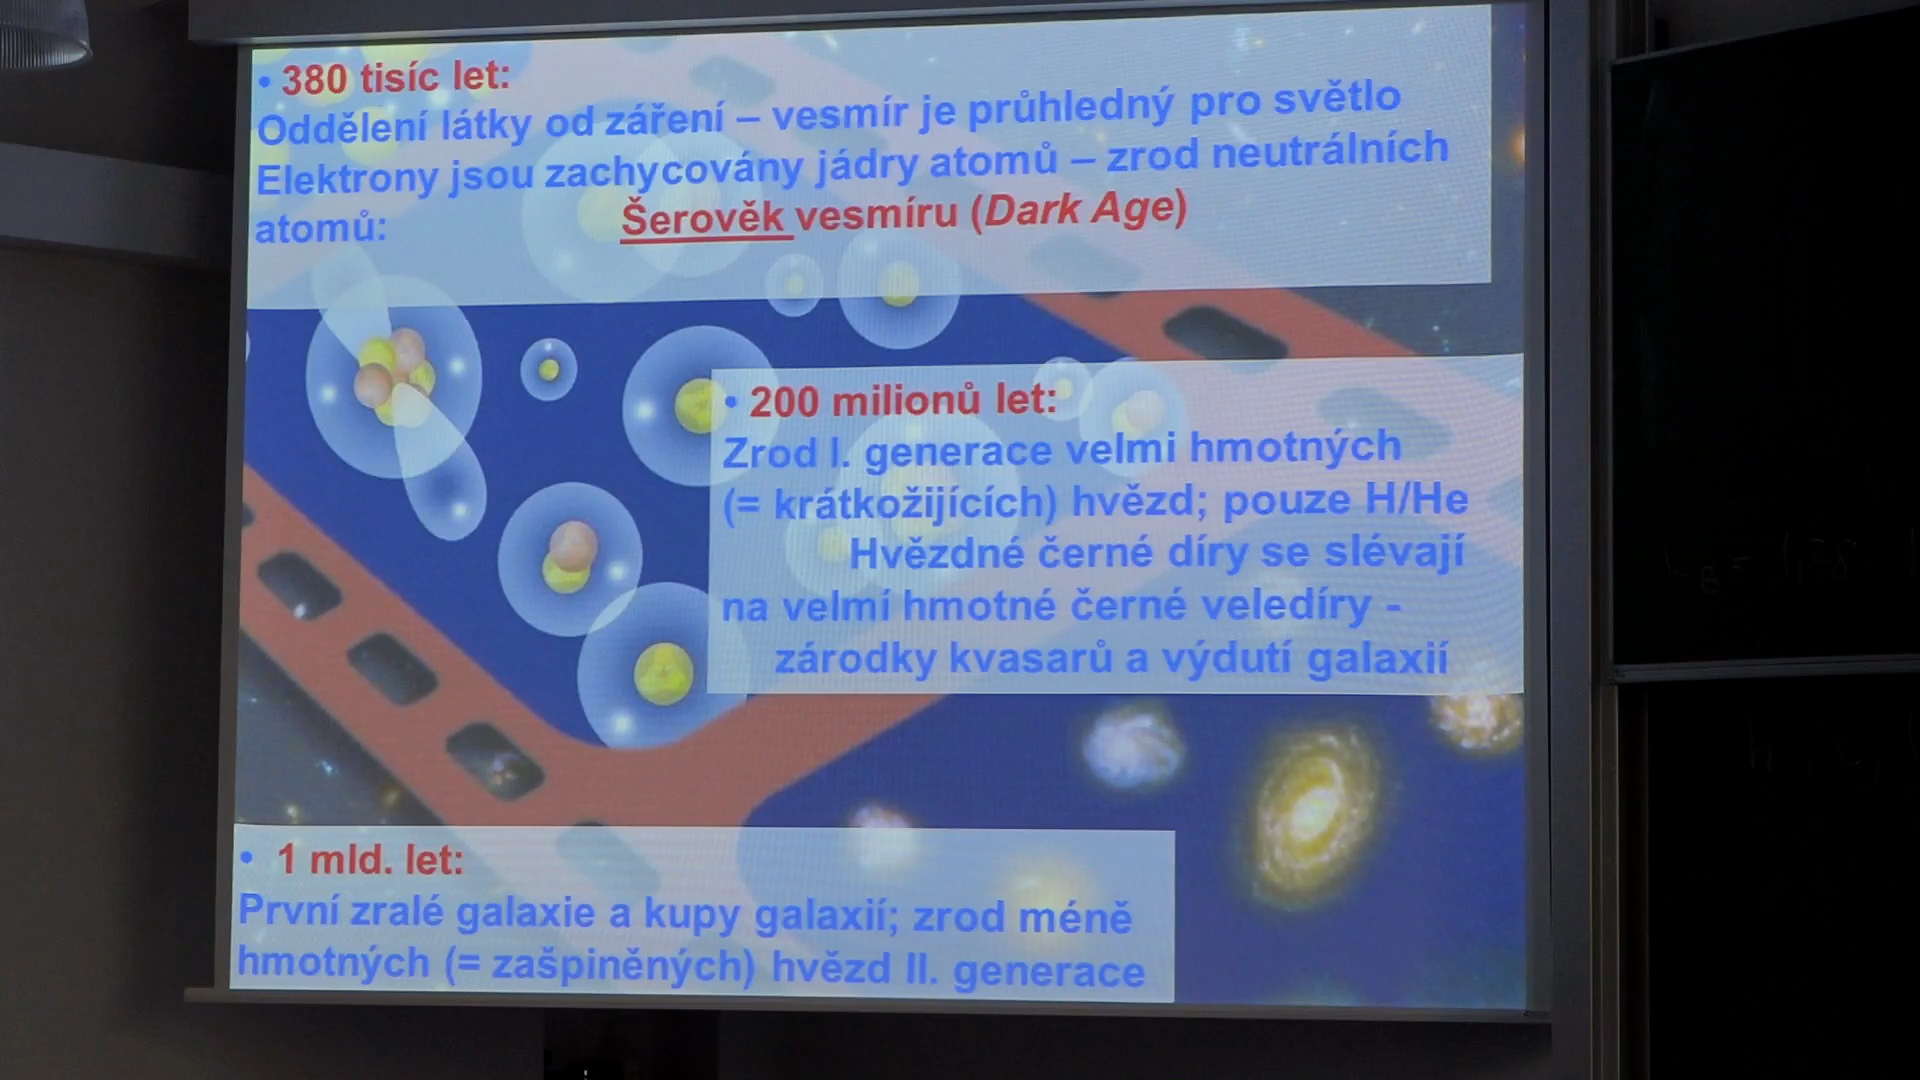 • 380 tisíc let:
Oddělení látky od záření – vesmír je průhledný pro světlo
Elektrony jsou zachycovány jádry atomů – zrod neutrálních
atomů: Šerověk vesmíru (Dark Age)
• 200 milionů let:
Zrod I. generace velmi hmotných
(= krátkožijících) hvězd; pouze H/He
Hvězdné černé díry se slévají
na velmí hmotné černé veledíry -
zárodky kvasarů a výdutí galaxií
• 1 mld. let:
První zralé galaxie a kupy galaxií; zrod méně
hmotných (= zašpiněných) hvězd II. generace